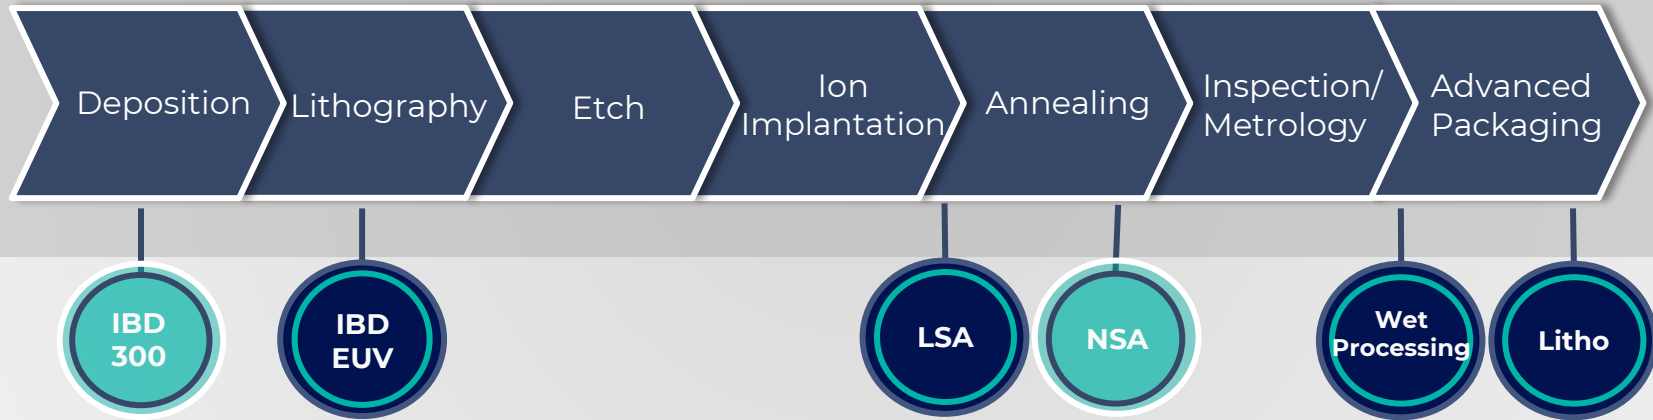 Deposition
Lithography
Etch
Ion
Implantation
Annealing
Inspection/
Metrology
Advanced
Packaging
IBD
300
IBD
EUV
LSA
NSA
Wet
Processing
Litho